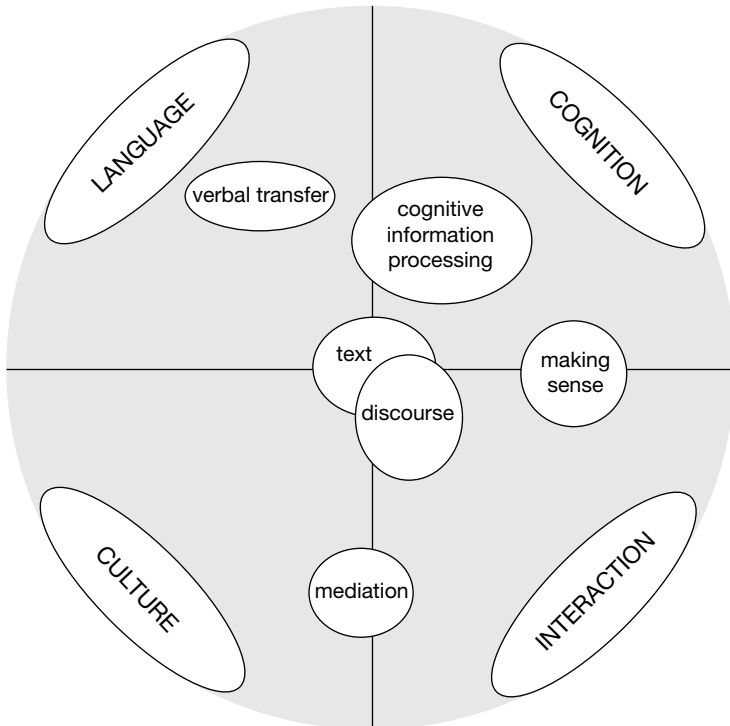 LANGUAGE
COGNITION
verbal transfer
cognitive
information
processing
text
making
sense
discourse
CULTURE
mediation
INTERACTION